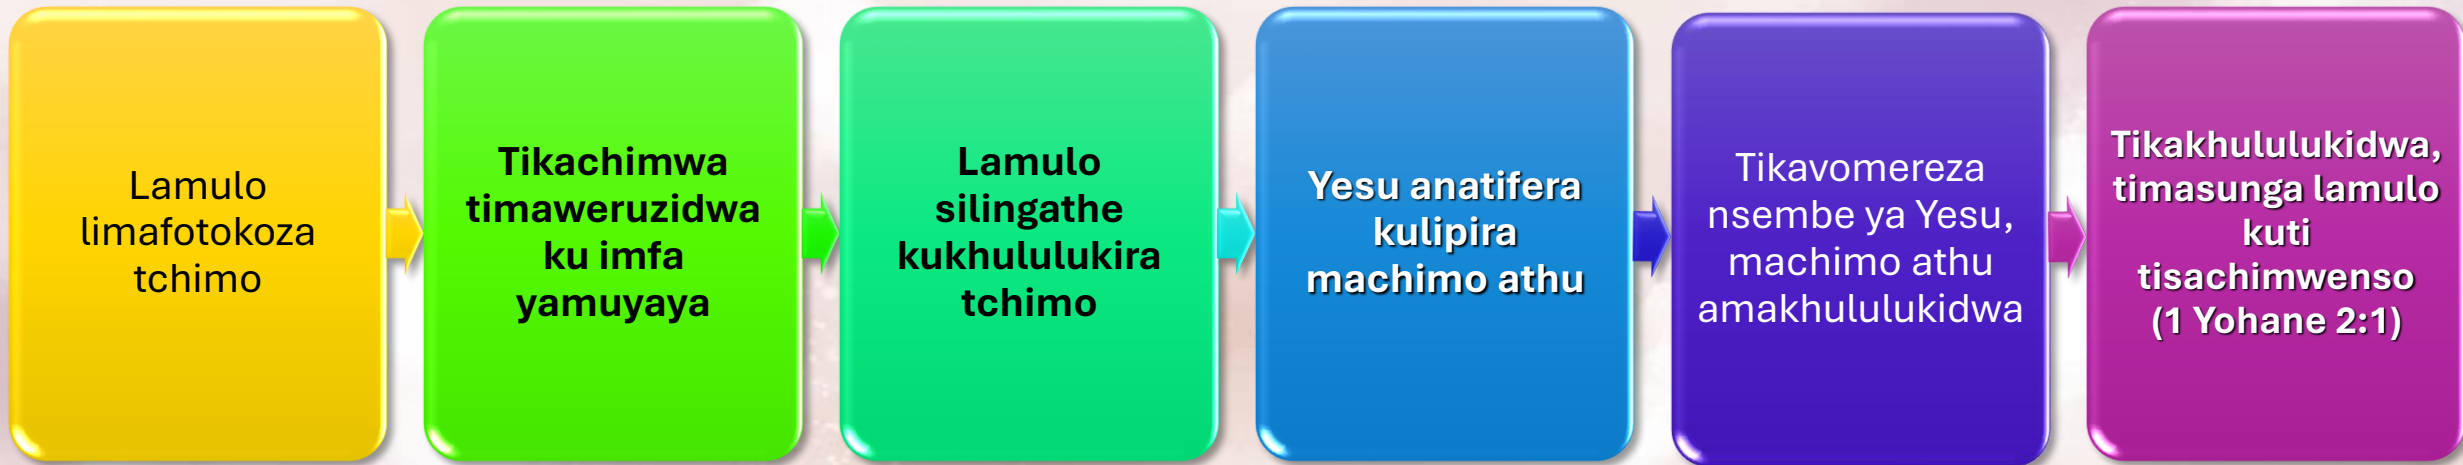 Lamulo
limafotokoza
tchimo
Tikachimwa
timaweruzidwa
ku imfa
yamuyaya
Lamulo
silingathe
kukhululukira
tchimo
Yesu anatifera
kulipira
machimo athu
Tikavomereza
nsembe ya Yesu,
machimo athu
amakhululukidwa
Tikakhululukidwa,
timasunga lamulo
kuti
tisachimwenso
(1 Yohane 2:1)